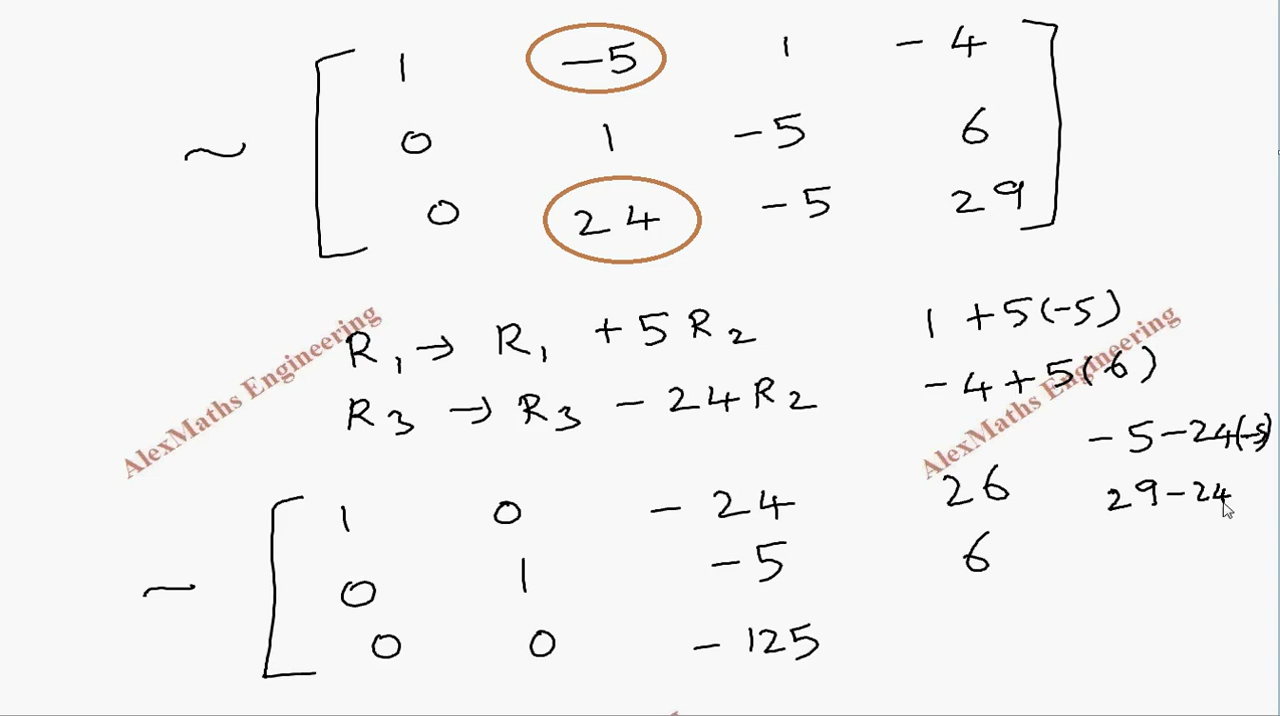 1 -5 1 -4
~ 0 1 -5 6
0 24 -5 29
R1 → R1 + 5R2
1 + 5(-5)
R3 → R3 - 24R2
-4 + 5(6)
-5 - 24(-5)
29 - 24
1 0 -24 26
~ 0 1 -5 6
0 0 -125
AlexMaths Engineering
AlexMaths Engineering